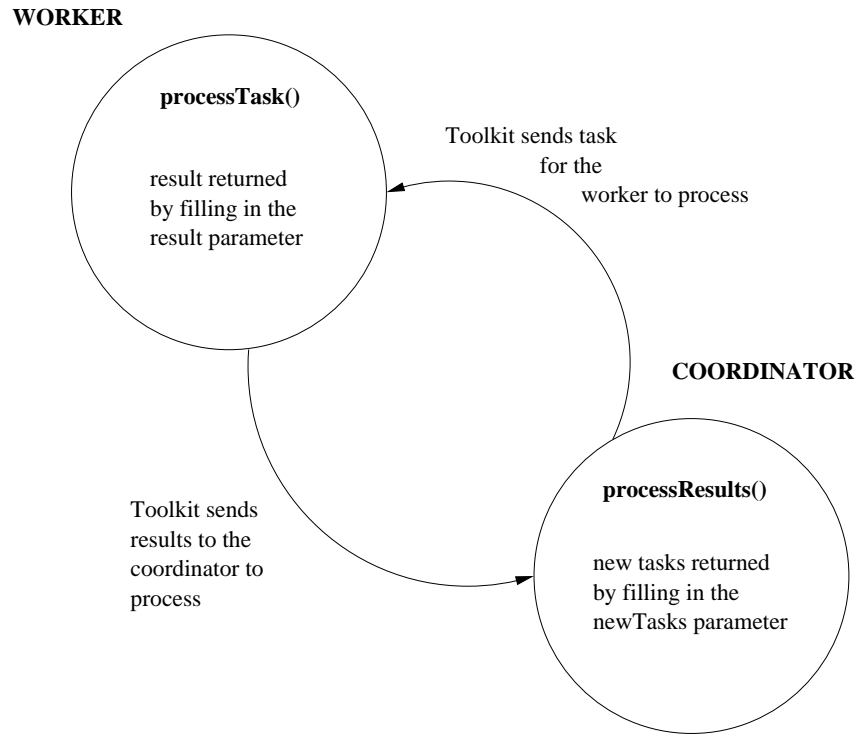 WORKER
processTask()
result returned
by filling in the
result parameter
Toolkit sends task
for the
worker to process
COORDINATOR
processResults()
new tasks returned
by filling in the
newTasks parameter
Toolkit sends
results to the
coordinator to
process